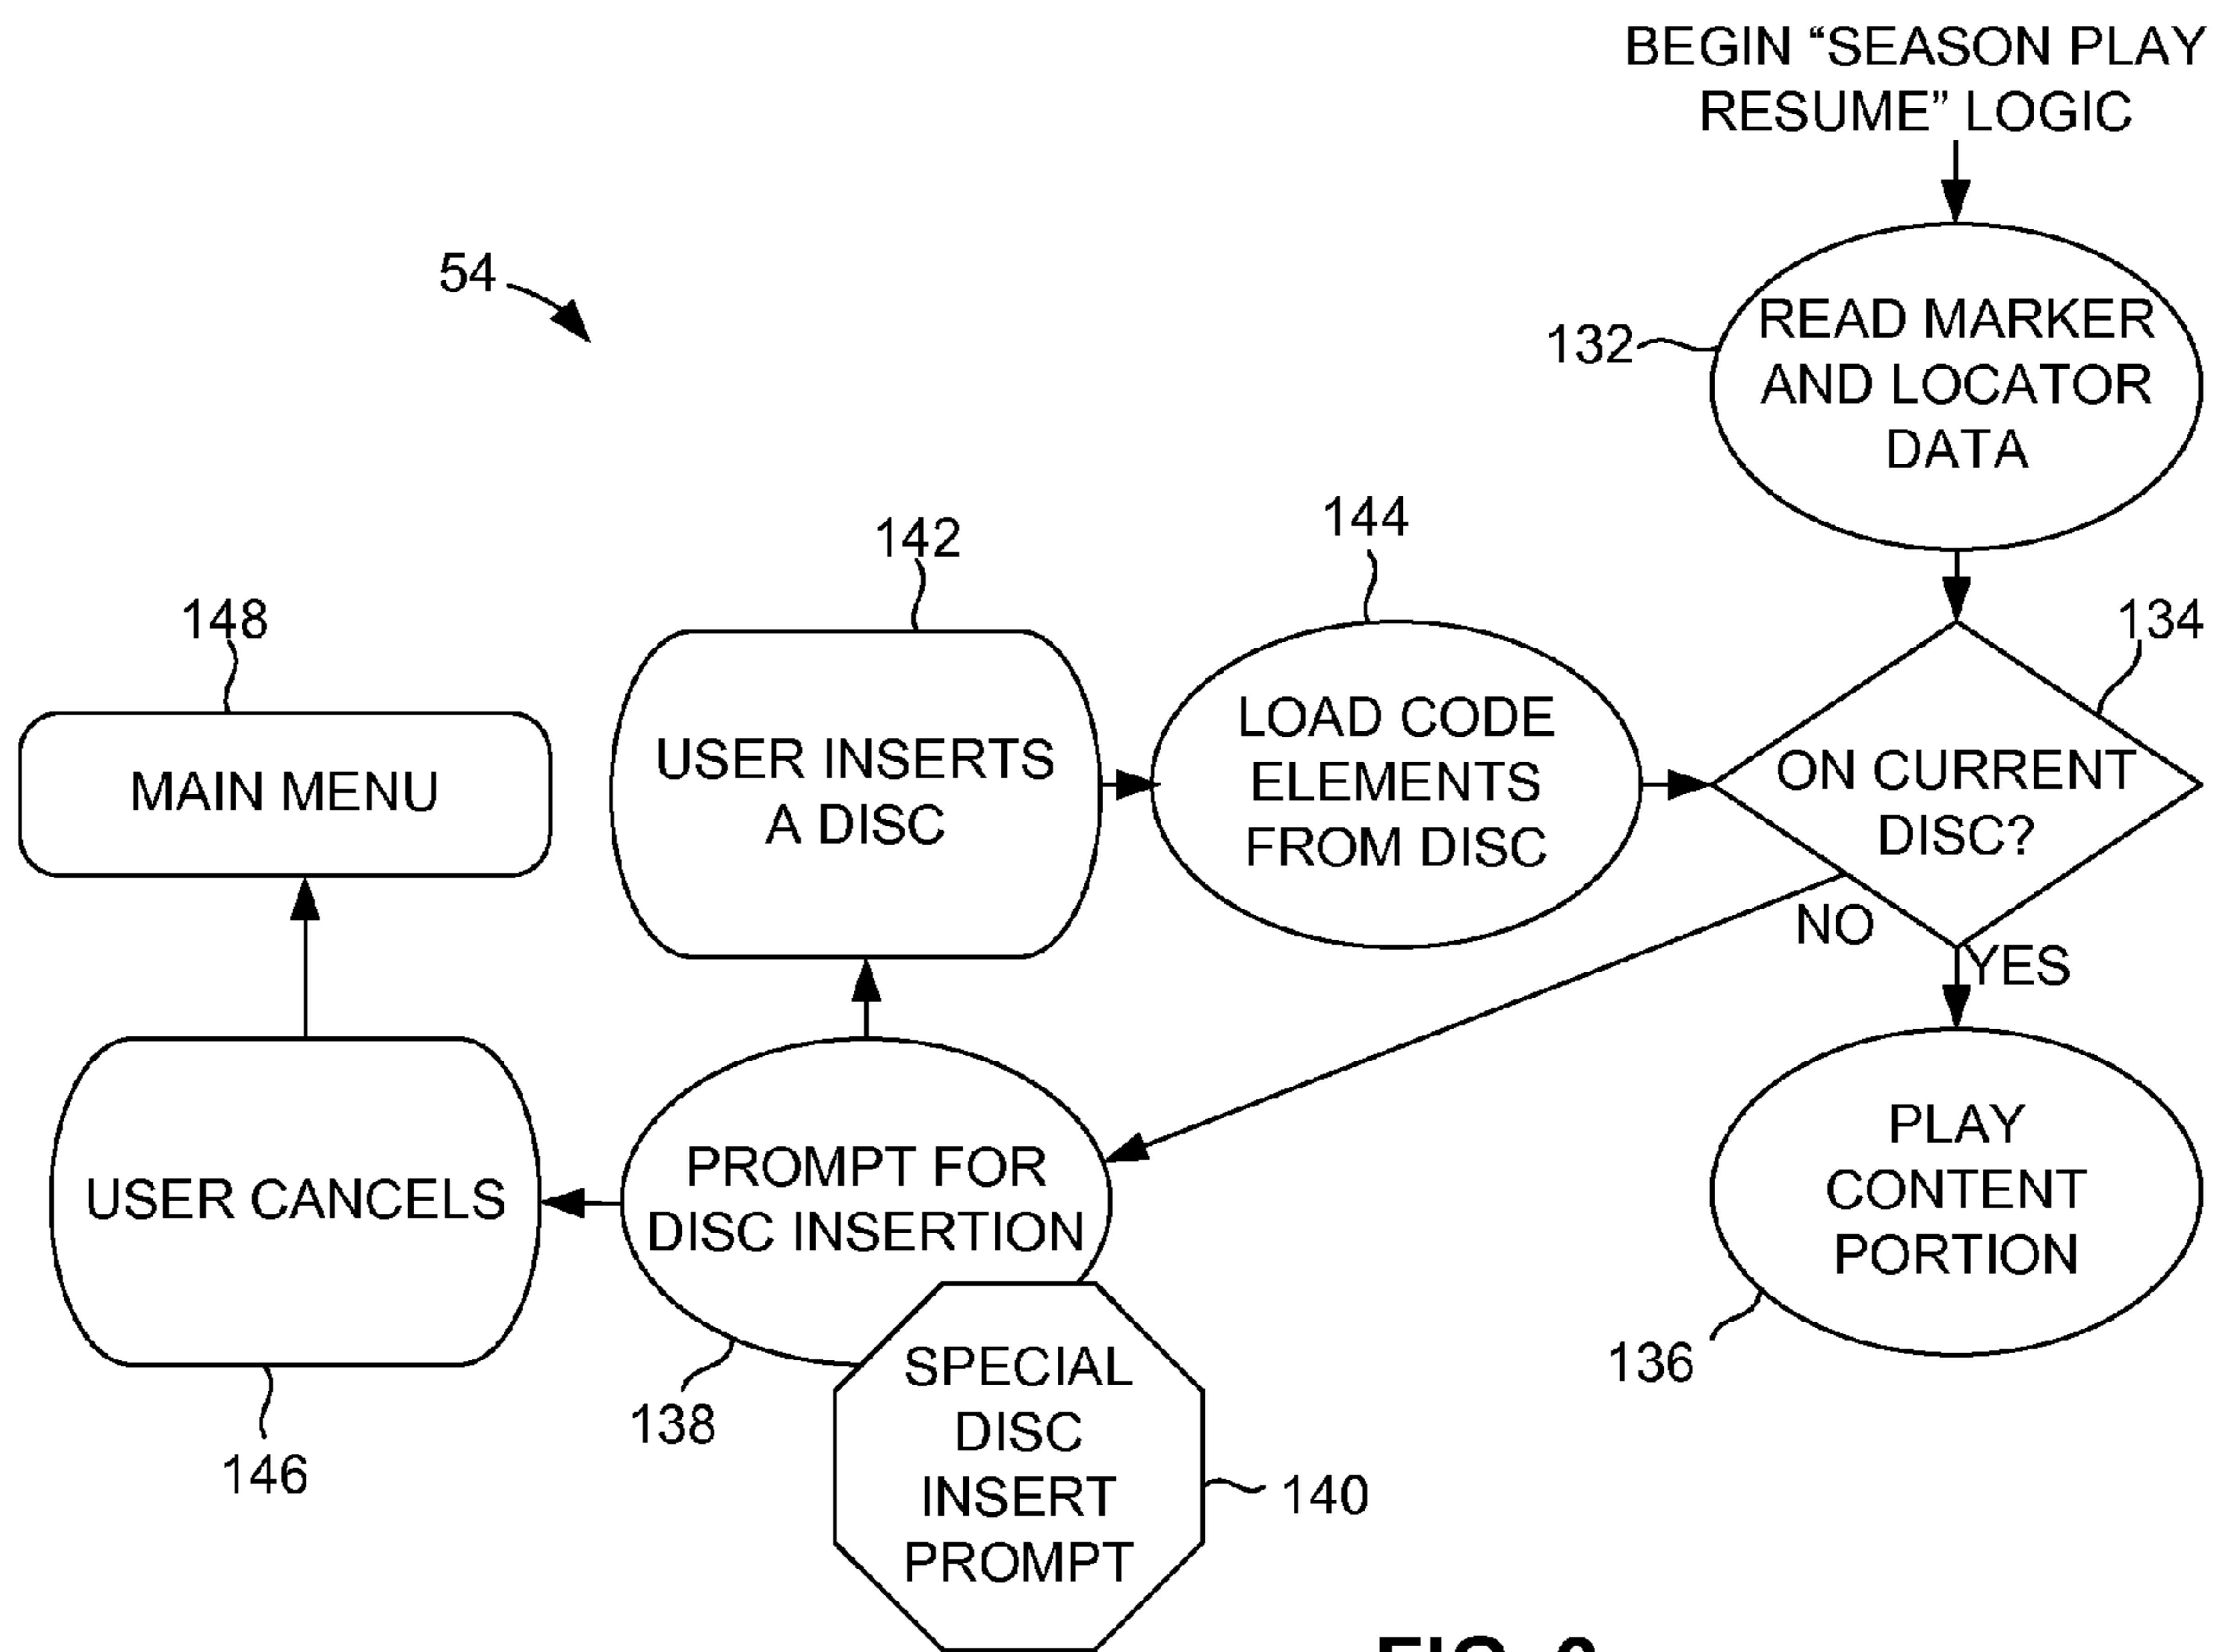 BEGIN “SEASON PLAY
RESUME” LOGIC
54
132
READ MARKER
AND LOCATOR
DATA
148
142
144
134
MAIN MENU
USER INSERTS
A DISC
LOAD CODE
ELEMENTS
FROM DISC
ON CURRENT
DISC?
NO
YES
USER CANCELS
PROMPT FOR
DISC INSERTION
PLAY
CONTENT
PORTION
146
138
SPECIAL
DISC
INSERT
PROMPT
140
136
FIG.